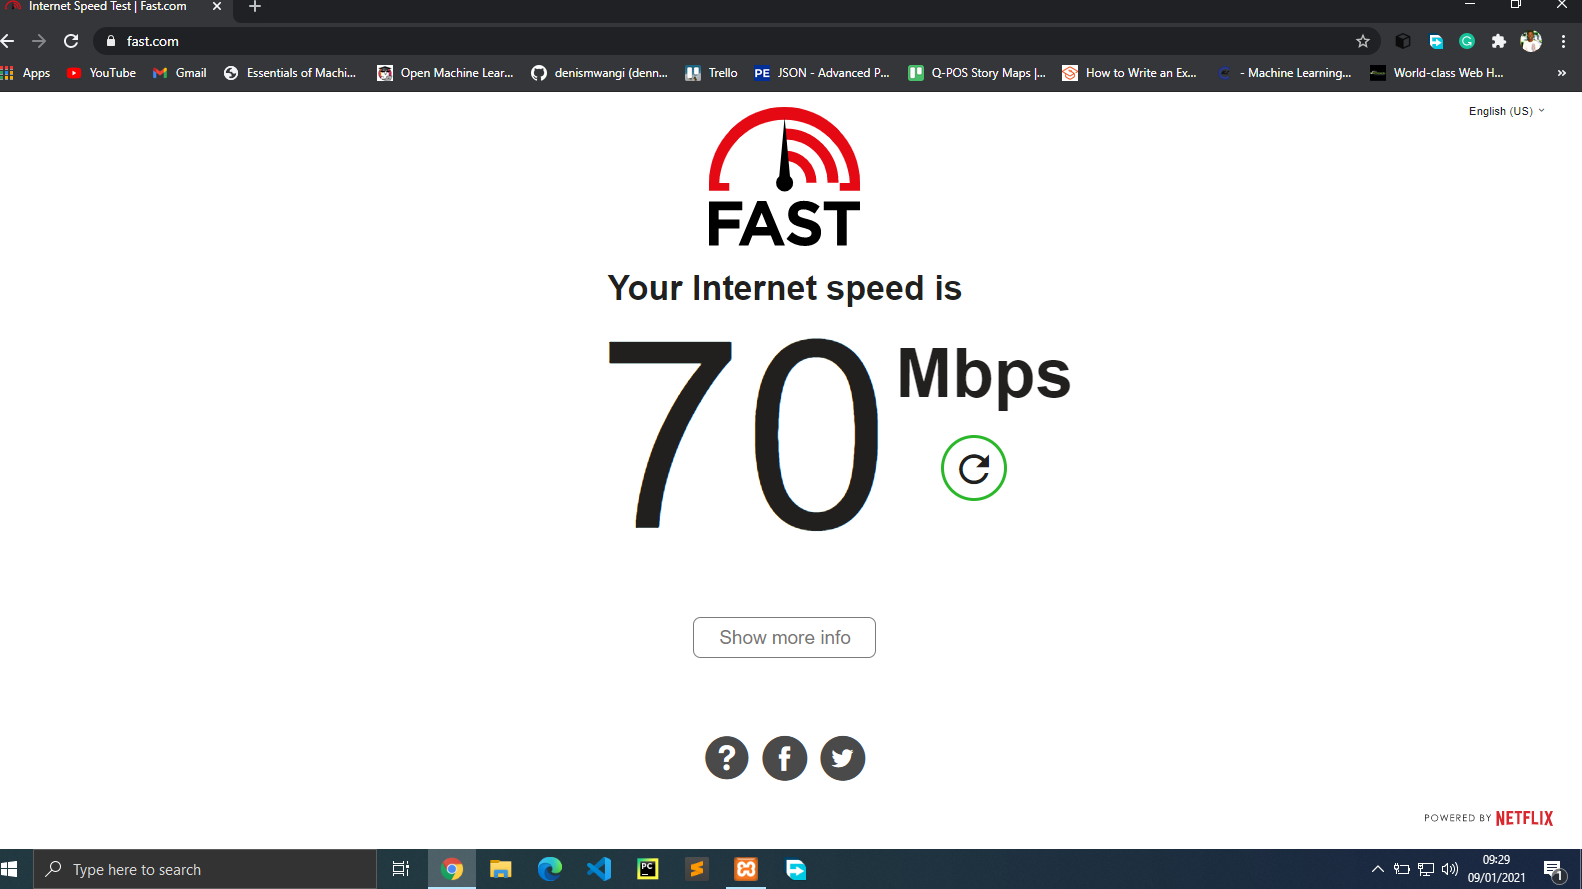 Internet Speed Test | Fast.com
fast.com
Apps YouTube Gmail Essentials of Machi... Open Machine Lear... denismwangi (denn... Trello PE JSON - Advanced P... Q-POS Story Maps |... How to Write an Ex... - Machine Learning... World-class Web H... »
English (US)
FAST
Your Internet speed is
70 Mbps
Show more info
POWERED BY NETFLIX
Type here to search
PC
09:29
09/01/2021
1